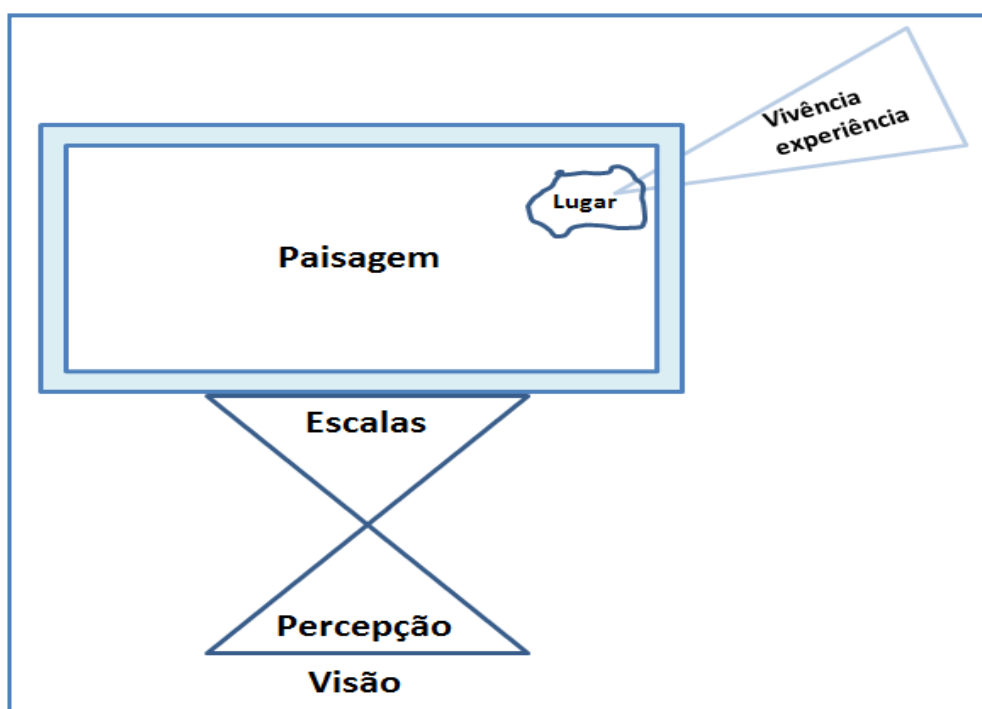 Vivência
experiência
Lugar
Paisagem
Escalas
Percepção
Visão